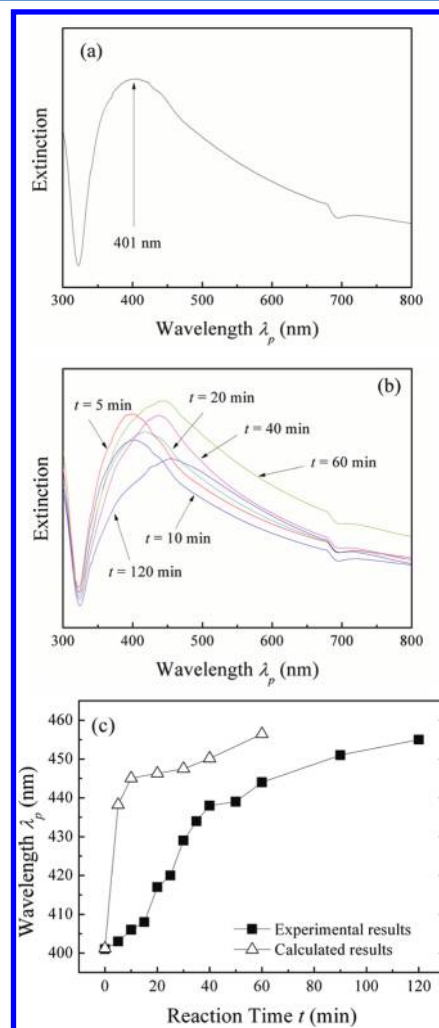 (a)
Extinction
401 nm
300 400 500 600 700 800
Wavelength λp (nm)
(b)
Extinction
t = 5 min
t = 20 min
t = 40 min
t = 60 min
t = 10 min
t = 120 min
300 400 500 600 700 800
Wavelength λp (nm)
(c)
Wavelength λp (nm)
460
450
440
430
420
410
400
Experimental results
Calculated results
0 20 40 60 80 100 120
Reaction Time t (min)